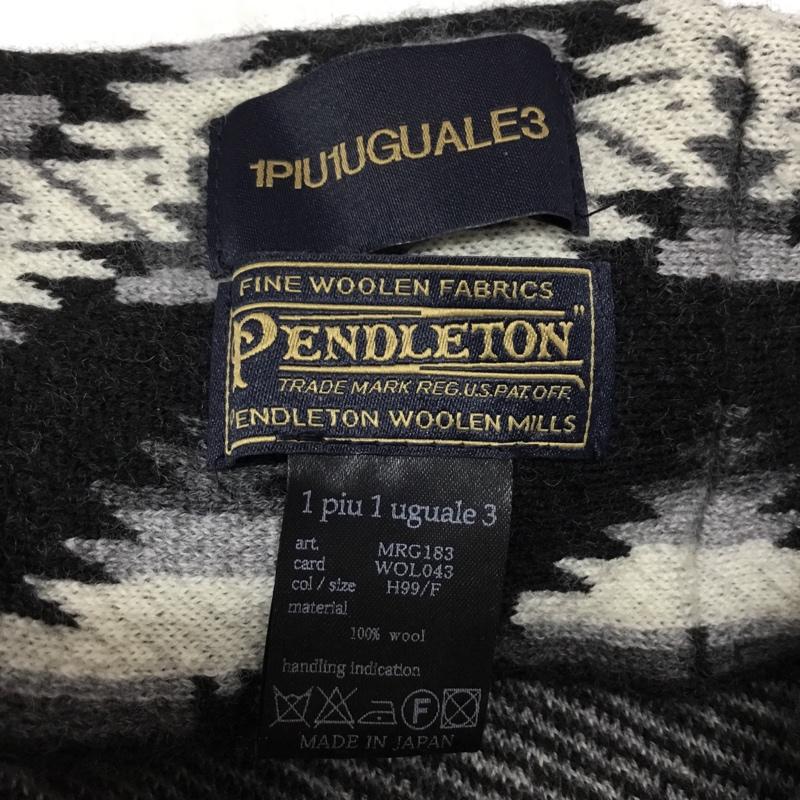 1PIU1UGUALE3
FINE WOOLEN FABRICS
PENDLETON"
TRADE MARK REG.U.S.PAT.OFF.
PENDLETON WOOLEN MILLS
1 piu 1 uguale 3
art. MRG183
card WOL043
col / size H99/F
material
100% wool
handling indication
F
MADE IN JAPAN